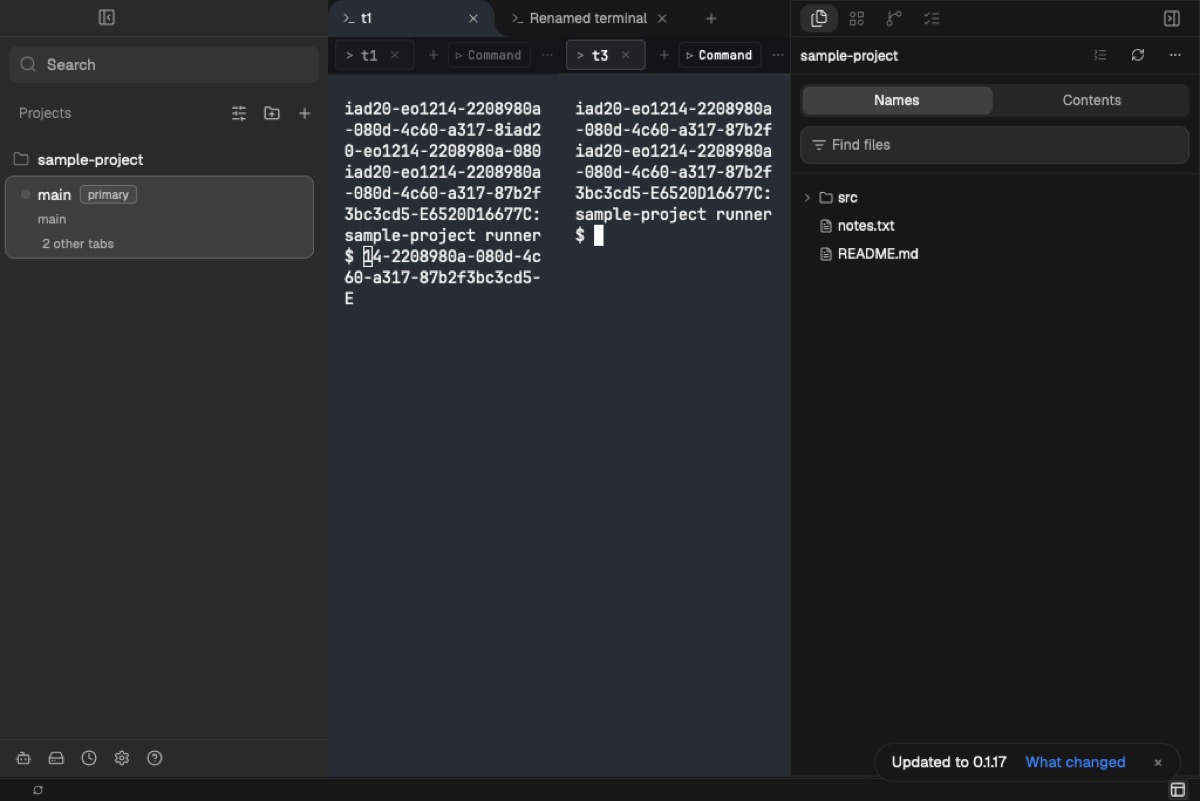 t1
Renamed terminal
t1
Command
t3
Command
sample-project
Search
Names
Contents
Projects
Find files
sample-project
main primary
main
2 other tabs
iad20-eo1214-2208980a
-080d-4c60-a317-8iad2
0-eo1214-2208980a-080
iad20-eo1214-2208980a
-080d-4c60-a317-87b2f
3bc3cd5-E6520D16677C:
sample-project runner
$ 14-2208980a-080d-4c
60-a317-87b2f3bc3cd5-
E
iad20-eo1214-2208980a
-080d-4c60-a317-87b2f
iad20-eo1214-2208980a
-080d-4c60-a317-87b2f
3bc3cd5-E6520D16677C:
sample-project runner
$
src
notes.txt
README.md
Updated to 0.1.17 What changed